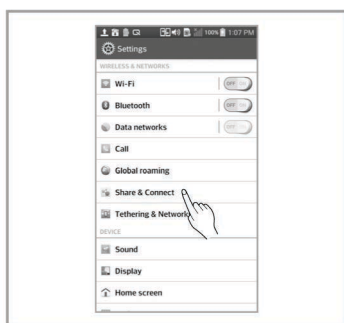 100% 1:07 PM
Settings
WIRELESS & NETWORKS
Wi-Fi
OFF
Bluetooth
OFF
Data networks
Call
Global roaming
Share & Connect
Tethering & Network
DEVICE
Sound
Display
Home screen